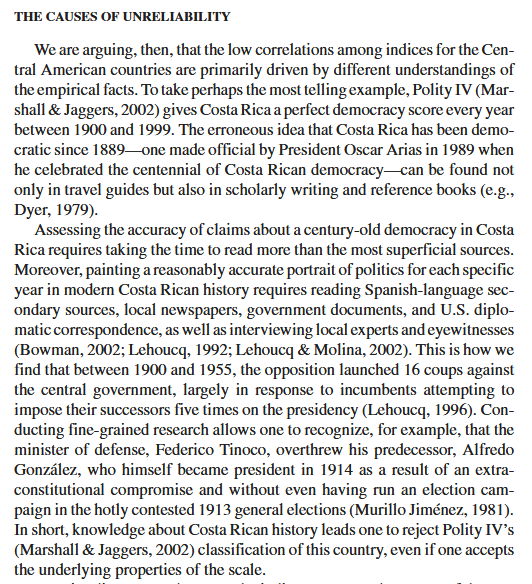 THE CAUSES OF UNRELIABILITY
We are arguing, then, that the low correlations among indices for the Cen-
tral American countries are primarily driven by different understandings of
the empirical facts. To take perhaps the most telling example, Polity IV (Mar-
shall & Jaggers, 2002) gives Costa Rica a perfect democracy score every year
between 1900 and 1999. The erroneous idea that Costa Rica has been demo-
cratic since 1889—one made official by President Oscar Arias in 1989 when
he celebrated the centennial of Costa Rican democracy—can be found not
only in travel guides but also in scholarly writing and reference books (e.g.,
Dyer, 1979).
Assessing the accuracy of claims about a century-old democracy in Costa
Rica requires taking the time to read more than the most superficial sources.
Moreover, painting a reasonably accurate portrait of politics for each specific
year in modern Costa Rican history requires reading Spanish-language sec-
ondary sources, local newspapers, government documents, and U.S. diplo-
matic correspondence, as well as interviewing local experts and eyewitnesses
(Bowman, 2002; Lehoucq, 1992; Lehoucq & Molina, 2002). This is how we
find that between 1900 and 1955, the opposition launched 16 coups against
the central government, largely in response to incumbents attempting to
impose their successors five times on the presidency (Lehoucq, 1996). Con-
ducting fine-grained research allows one to recognize, for example, that the
minister of defense, Federico Tinoco, overthrew his predecessor, Alfredo
González, who himself became president in 1914 as a result of an extra-
constitutional compromise and without even having run an election cam-
paign in the hotly contested 1913 general elections (Murillo Jiménez, 1981).
In short, knowledge about Costa Rican history leads one to reject Polity IV's
(Marshall & Jaggers, 2002) classification of this country, even if one accepts
the underlying properties of the scale.